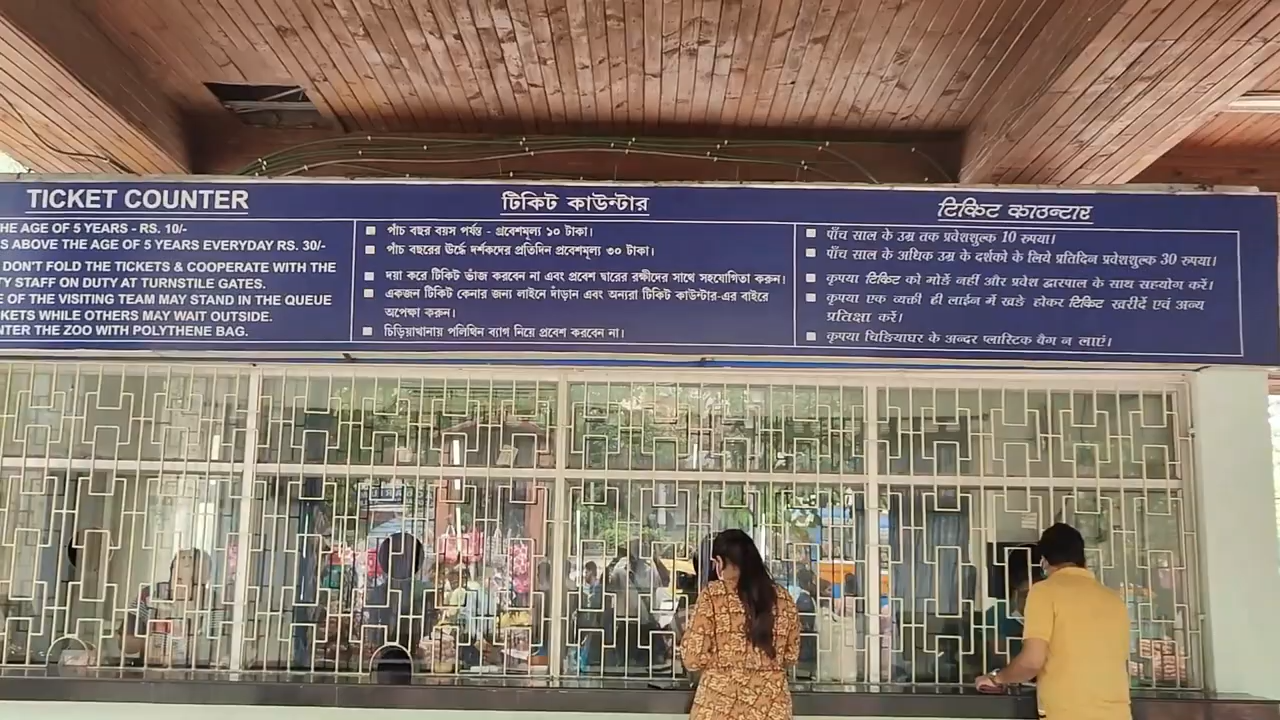 TICKET COUNTER
HE AGE OF 5 YEARS - RS. 10/-
S ABOVE THE AGE OF 5 YEARS EVERYDAY RS. 30/-
DON'T FOLD THE TICKETS & COOPERATE WITH THE
TY STAFF ON DUTY AT TURNSTILE GATES.
E OF THE VISITING TEAM MAY STAND IN THE QUEUE
KETS WHILE OTHERS MAY WAIT OUTSIDE.
NTER THE ZOO WITH POLYTHENE BAG.
টিকিট কাউন্টার
পাঁচ বছর বয়স পর্যন্ত - প্রবেশমূল্য ১০ টাকা।
পাঁচ বছরের ঊর্দ্ধে দর্শকদের প্রতিদিন প্রবেশমূল্য ৩০ টাকা।
দয়া করে টিকিট ভাঁজ করবেন না এবং প্রবেশ দ্বারের রক্ষীদের সাথে সহযোগিতা করুন।
একজন টিকিট কেনার জন্য লাইনে দাঁড়ান এবং অন্যরা টিকিট কাউন্টার-এর বাইরে
অপেক্ষা করুন।
চিড়িয়াখানায় পলিথিন ব্যাগ নিয়ে প্রবেশ করবেন না।
टिकिट काउन्टार
पाँच साल के उम्र तक प्रवेशशुल्क 10 रुपया।
पाँच साल के अधिक उम्र के दर्शको के लिये प्रतिदिन प्रवेशशुल्क 30 रुपया।
कृपया टिकिट को मोड़ें नहीं और प्रवेश द्वारपाल के साथ सहयोग करें।
कृपया एक व्यक्ती ही लाईन में खड़े होकर टिकिट खरीदें एवं अन्य
प्रतिक्षा करें।
कृपया चिड़ियाघर के अन्दर प्लास्टिक बैग न लाएं।